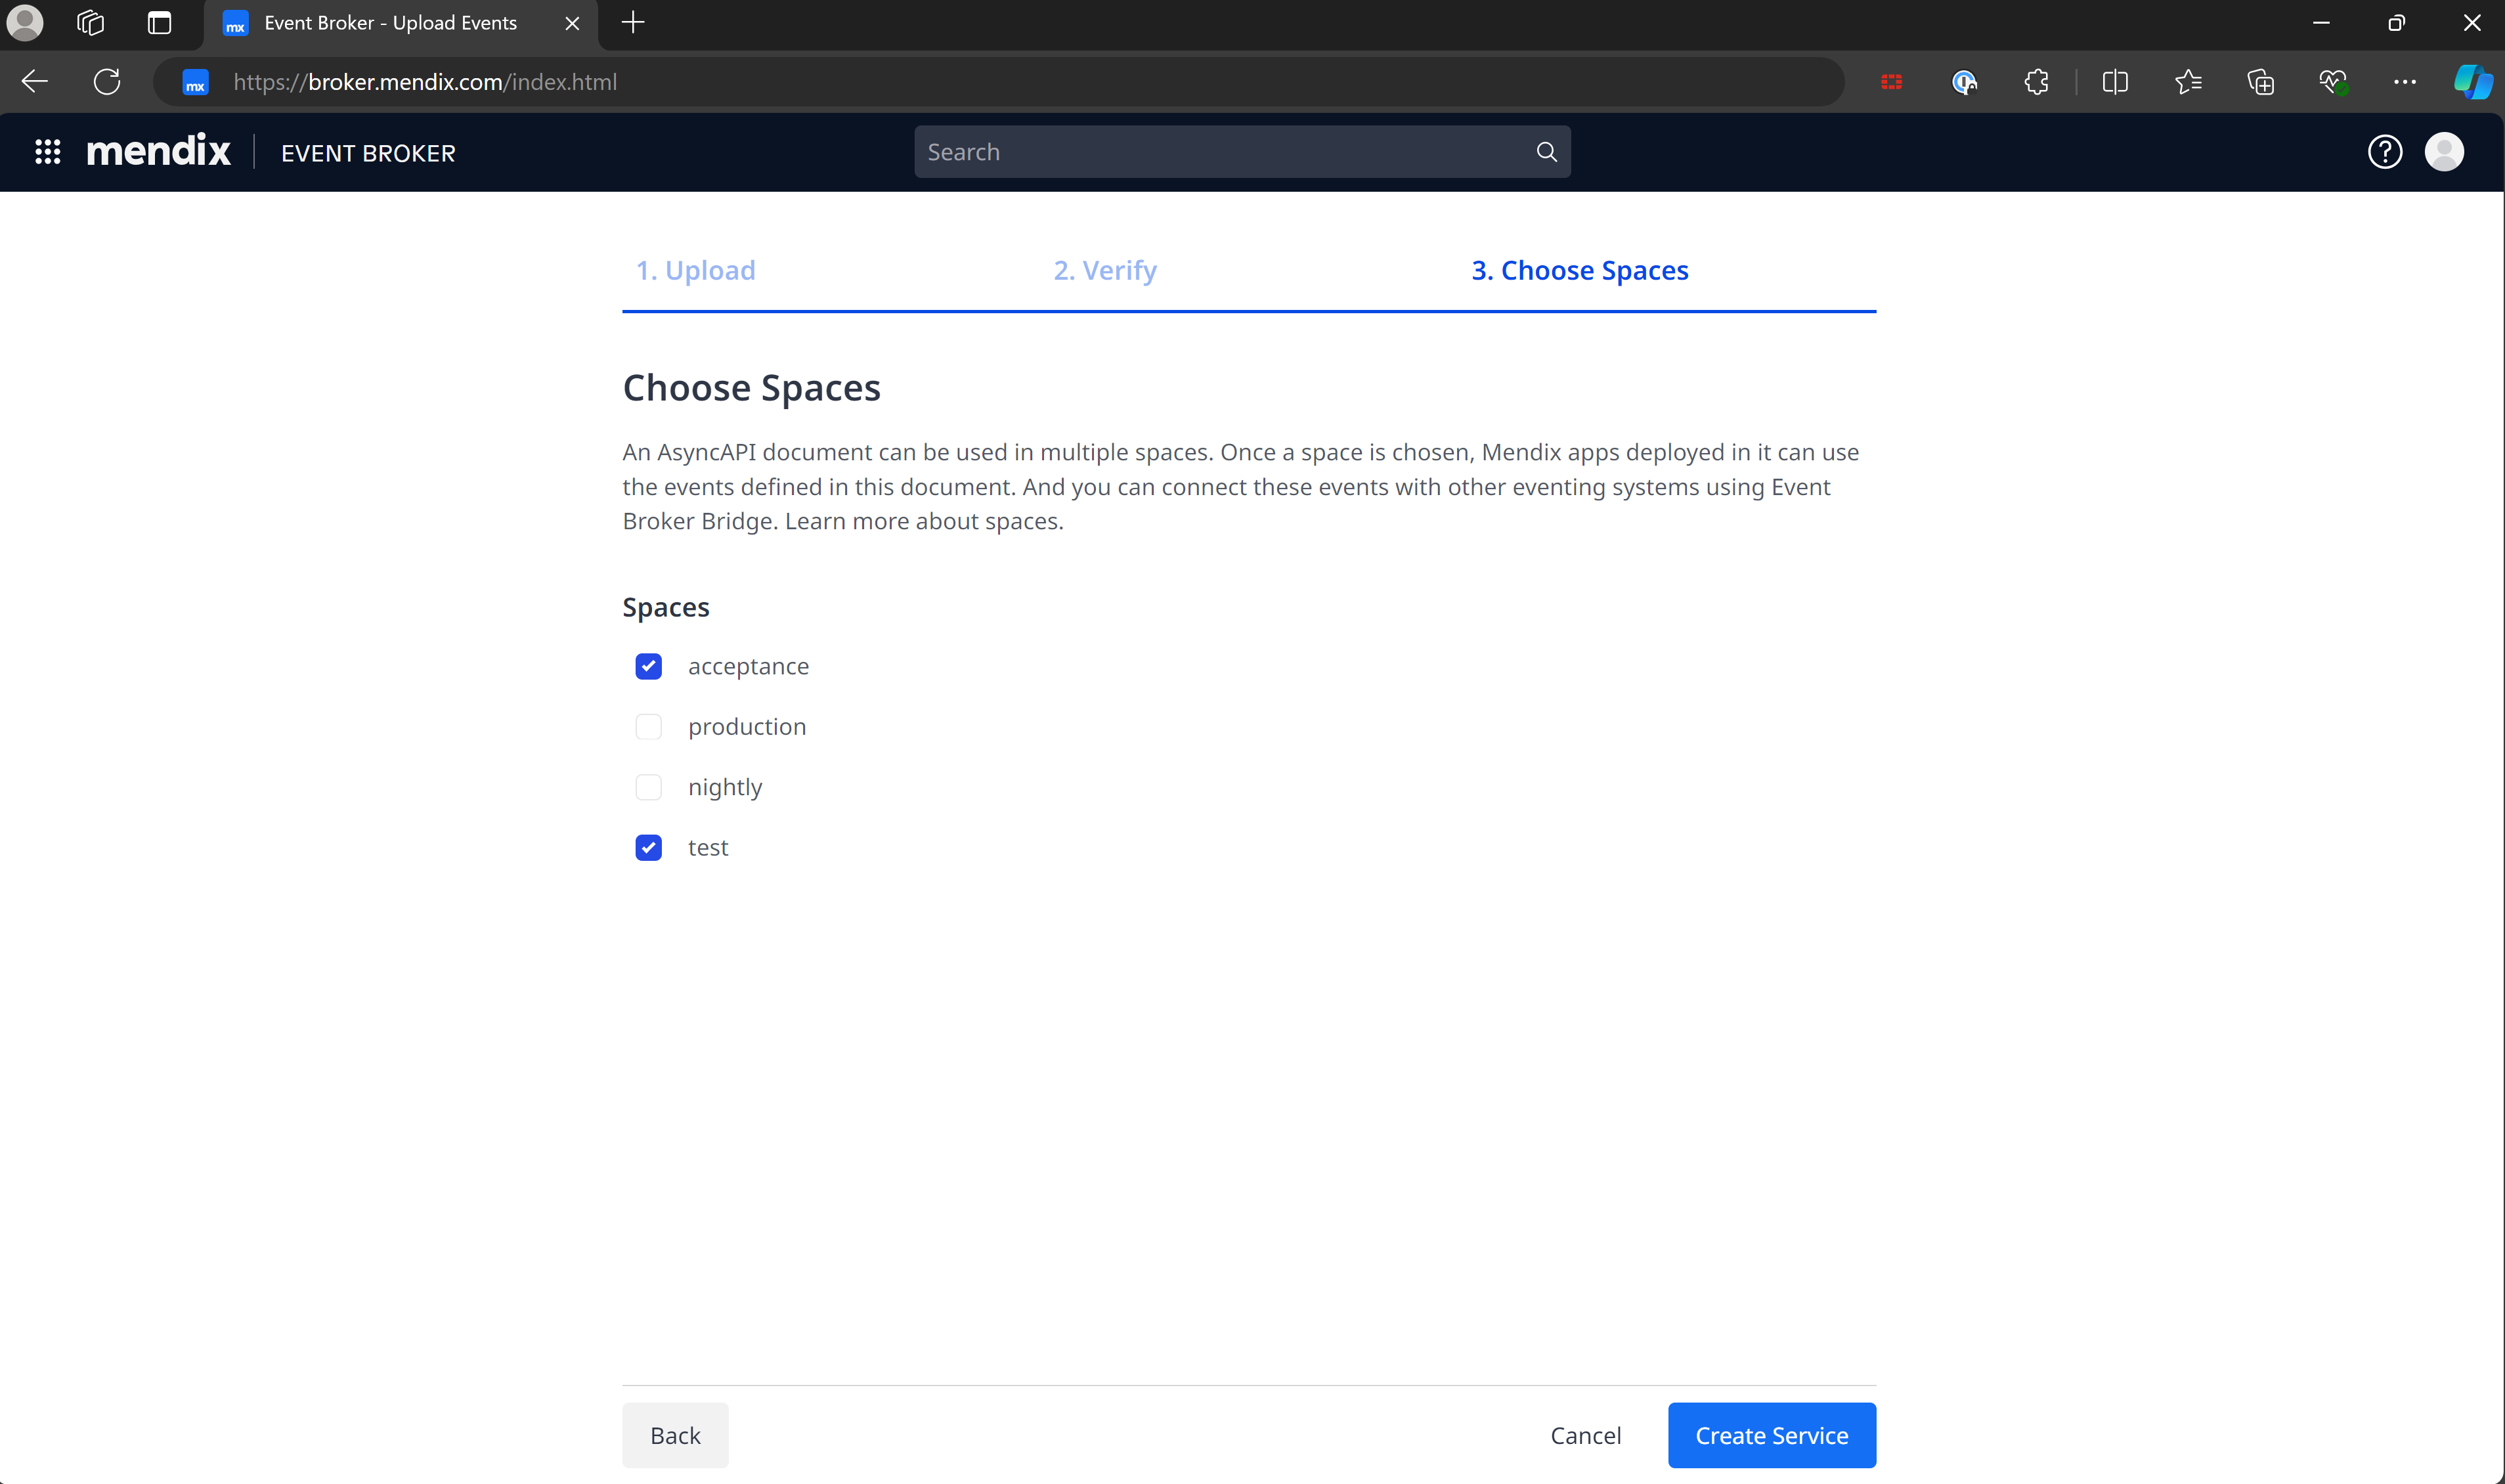 mx Event Broker - Upload Events
mx https://broker.mendix.com/index.html
mendix EVENT BROKER Search
1. Upload 2. Verify 3. Choose Spaces
Choose Spaces
An AsyncAPI document can be used in multiple spaces. Once a space is chosen, Mendix apps deployed in it can use
the events defined in this document. And you can connect these events with other eventing systems using Event
Broker Bridge. Learn more about spaces.
Spaces
acceptance
production
nightly
test
Back Cancel Create Service